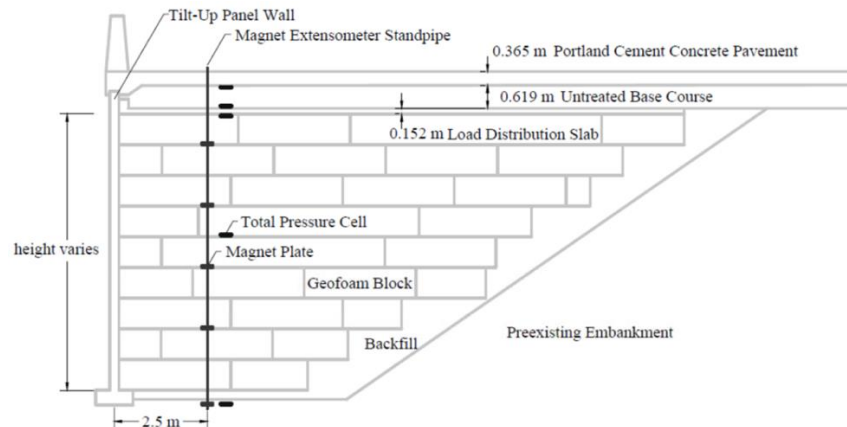 Tilt-Up Panel Wall
Magnet Extensometer Standpipe
0.365 m Portland Cement Concrete Pavement
0.619 m Untreated Base Course
0.152 m Load Distribution Slab
Total Pressure Cell
height varies
Magnet Plate
Geofoam Block
Preexisting Embankment
Backfill
2.5 m